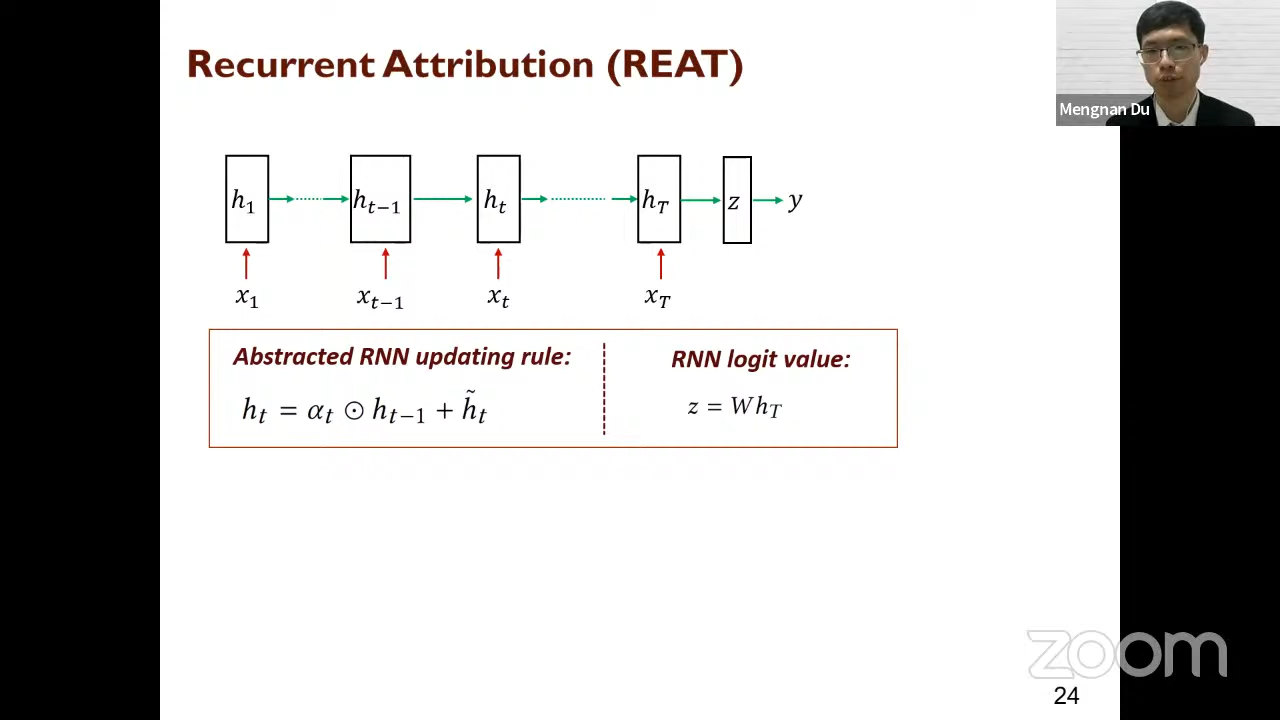 Recurrent Attribution (REAT)
Mengnan Du
h₁ h_{t−1} h_t h_T z y
x₁ x_{t−1} x_t x_T
Abstracted RNN updating rule:
h_t = α_t ⊙ h_{t−1} + h̃_t
RNN logit value:
z = Wh_T
zoom
24